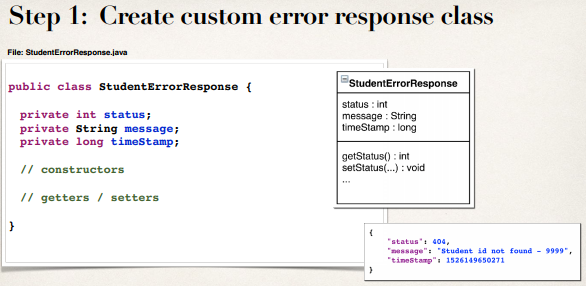 Step 1: Create custom error response class
File: StudentErrorResponse.java
public class StudentErrorResponse {
private int status;
private String message;
private long timeStamp;
// constructors
// getters / setters
}
StudentErrorResponse
status : int
message : String
timeStamp : long
getStatus() : int
setStatus(...) : void
...
{
"status": 404,
"message": "Student id not found - 9999",
"timeStamp": 1526149650271
}